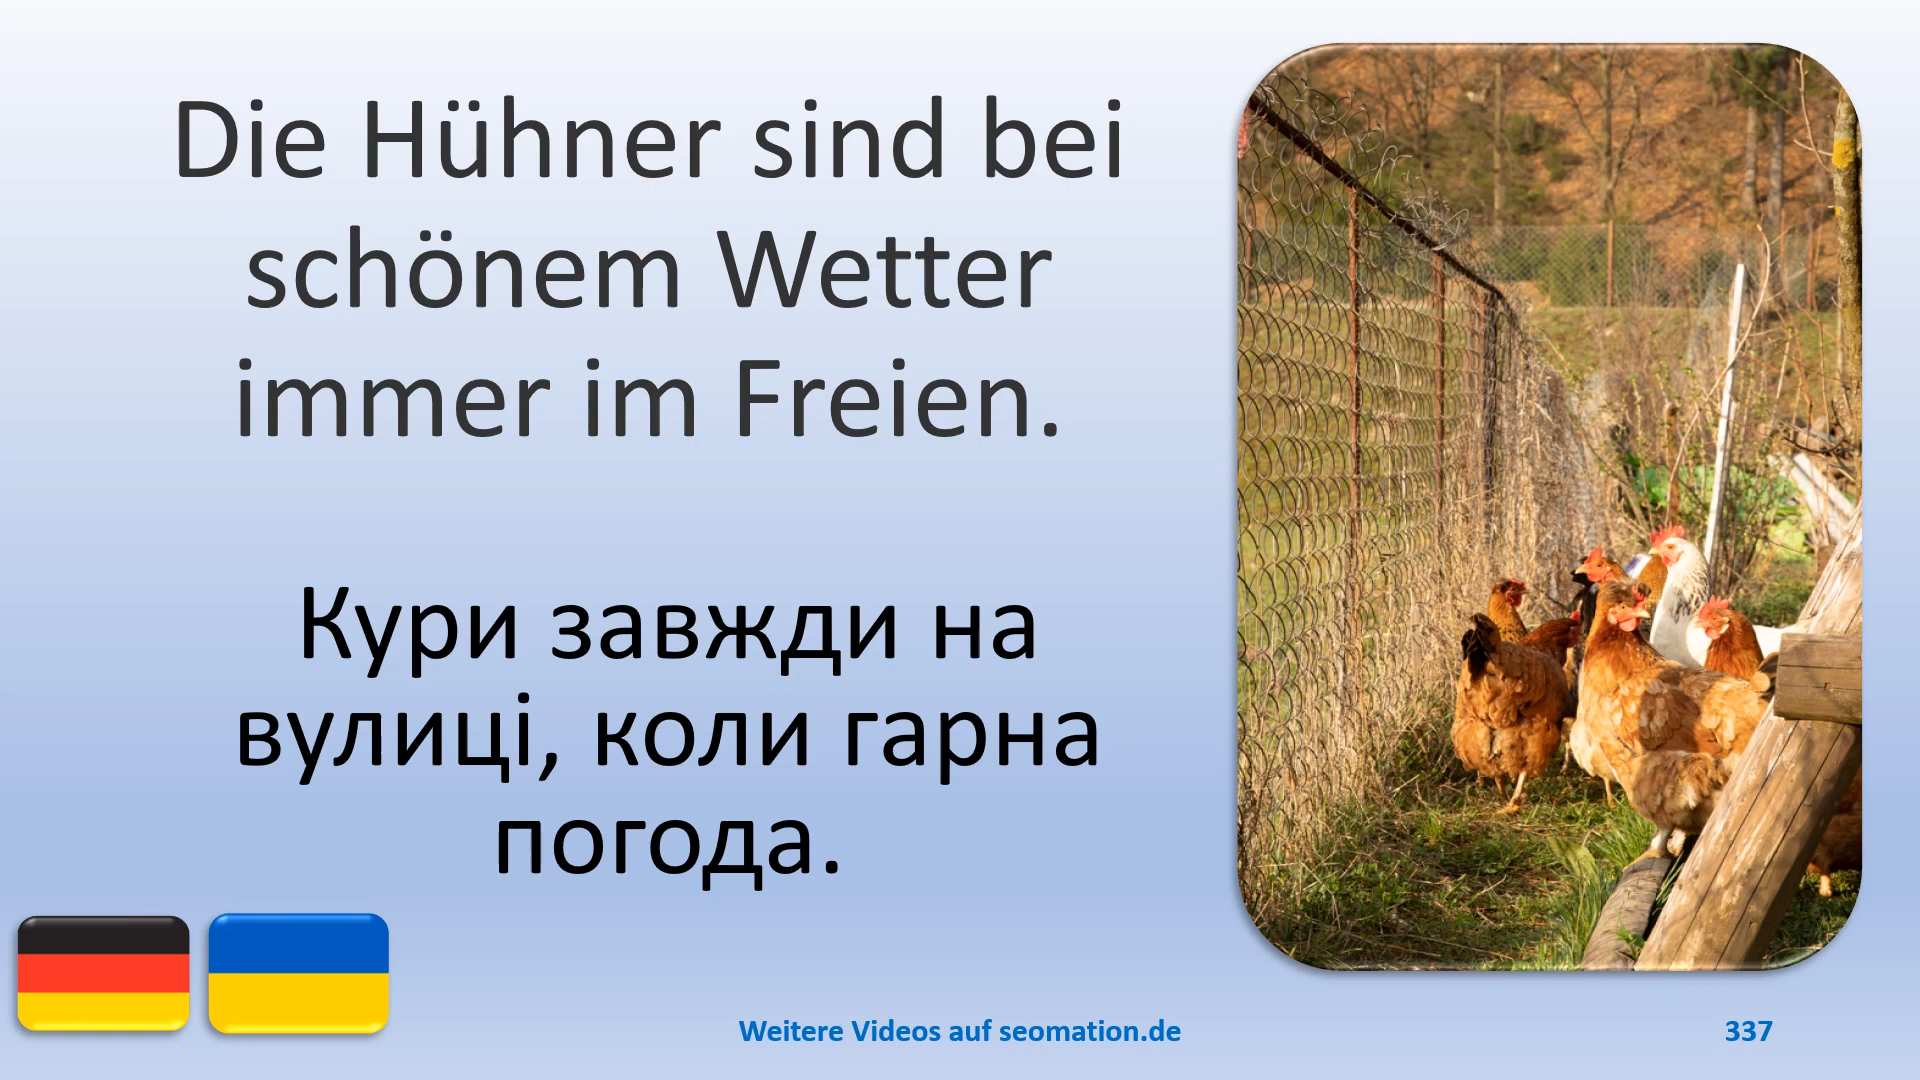 Die Hühner sind bei
schönem Wetter
immer im Freien.
Кури завжди на
вулиці, коли гарна
погода.
Weitere Videos auf seomation.de
337